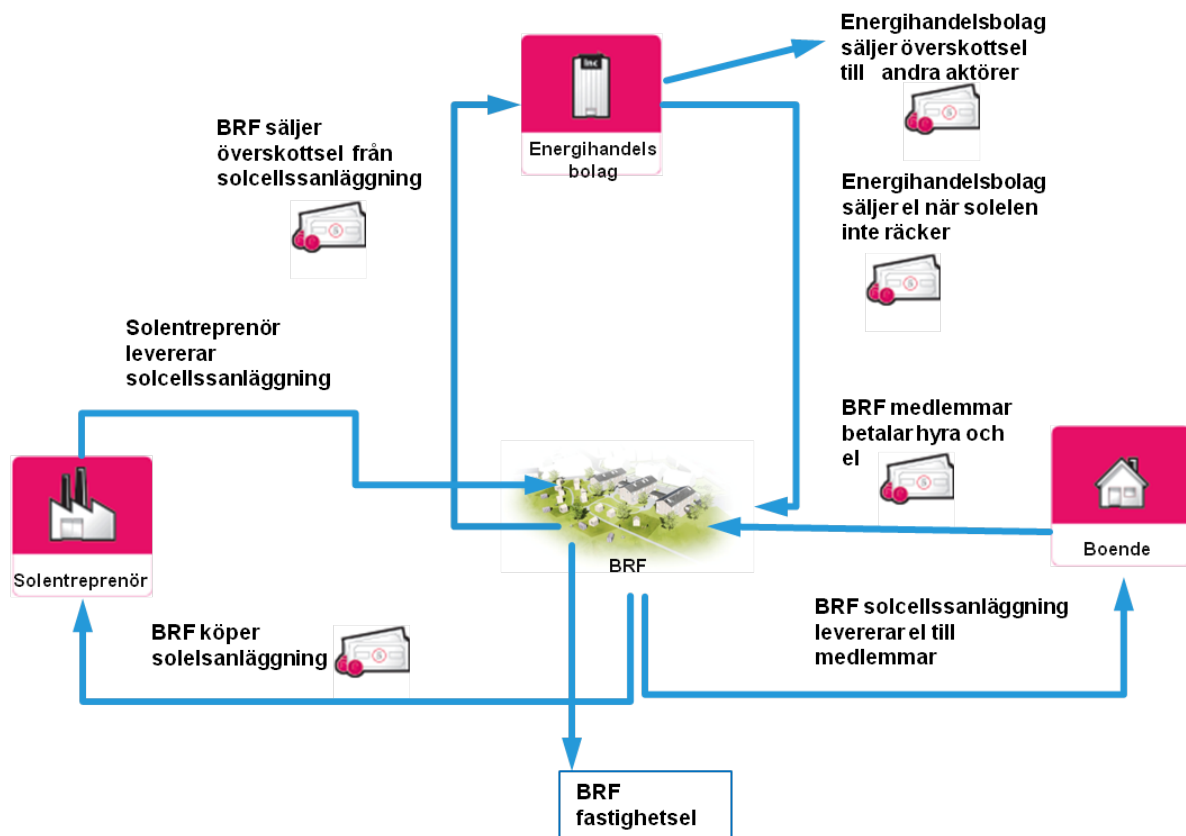 Energihandelsbolag
säljer överskottsel
till andra aktörer
inc
Energihandels
bolag
BRF säljer
överskottsel från
solcellssanläggning
Energihandelsbolag
säljer el när solelen
inte räcker
Solentreprenör
levererar
solcellssanläggning
BRF medlemmar
betalar hyra och
el
Solentreprenör
BRF
Boende
BRF köper
solelsanläggning
BRF solcellssanläggning
levererar el till
medlemmar
BRF
fastighetsel